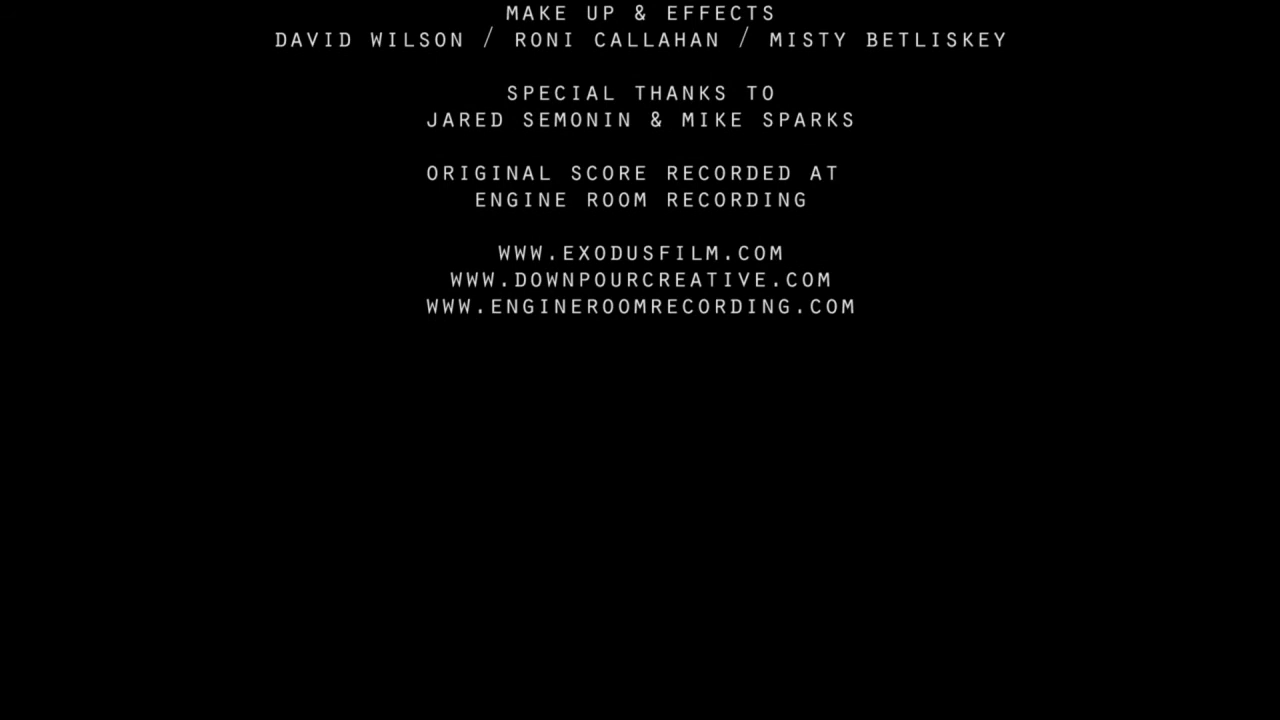 MAKE UP & EFFECTS
DAVID WILSON / RONI CALLAHAN / MISTY BETLISKEY
SPECIAL THANKS TO
JARED SEMONIN & MIKE SPARKS
ORIGINAL SCORE RECORDED AT
ENGINE ROOM RECORDING
WWW.EXODUSFILM.COM
WWW.DOWNPOURCREATIVE.COM
WWW.ENGINEROOMRECORDING.COM